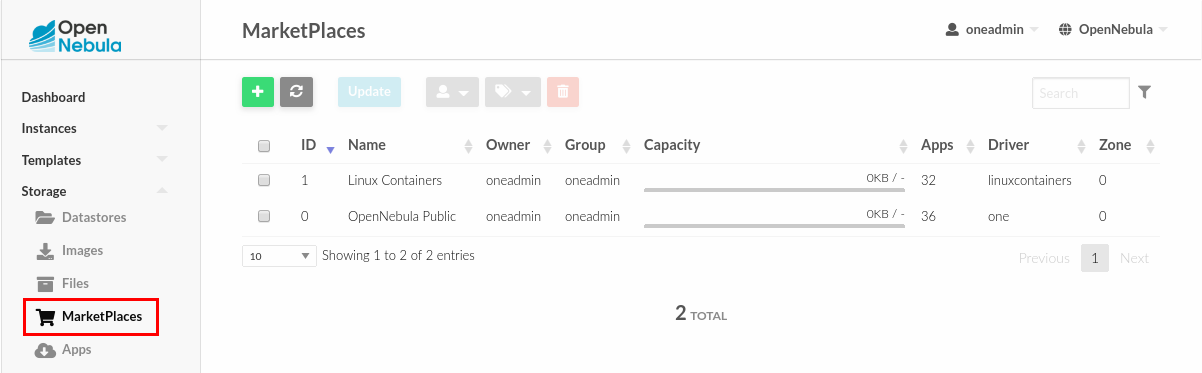 Open
Nebula
MarketPlaces
oneadmin
OpenNebula
Dashboard
Instances
Templates
Storage
Datastores
Images
Files
MarketPlaces
Apps
Update
Search
ID Name Owner Group Capacity Apps Driver Zone
1 Linux Containers oneadmin oneadmin 0KB / - 32 linuxcontainers 0
0 OpenNebula Public oneadmin oneadmin 0KB / - 36 one 0
10 Showing 1 to 2 of 2 entries
Previous 1 Next
2 TOTAL